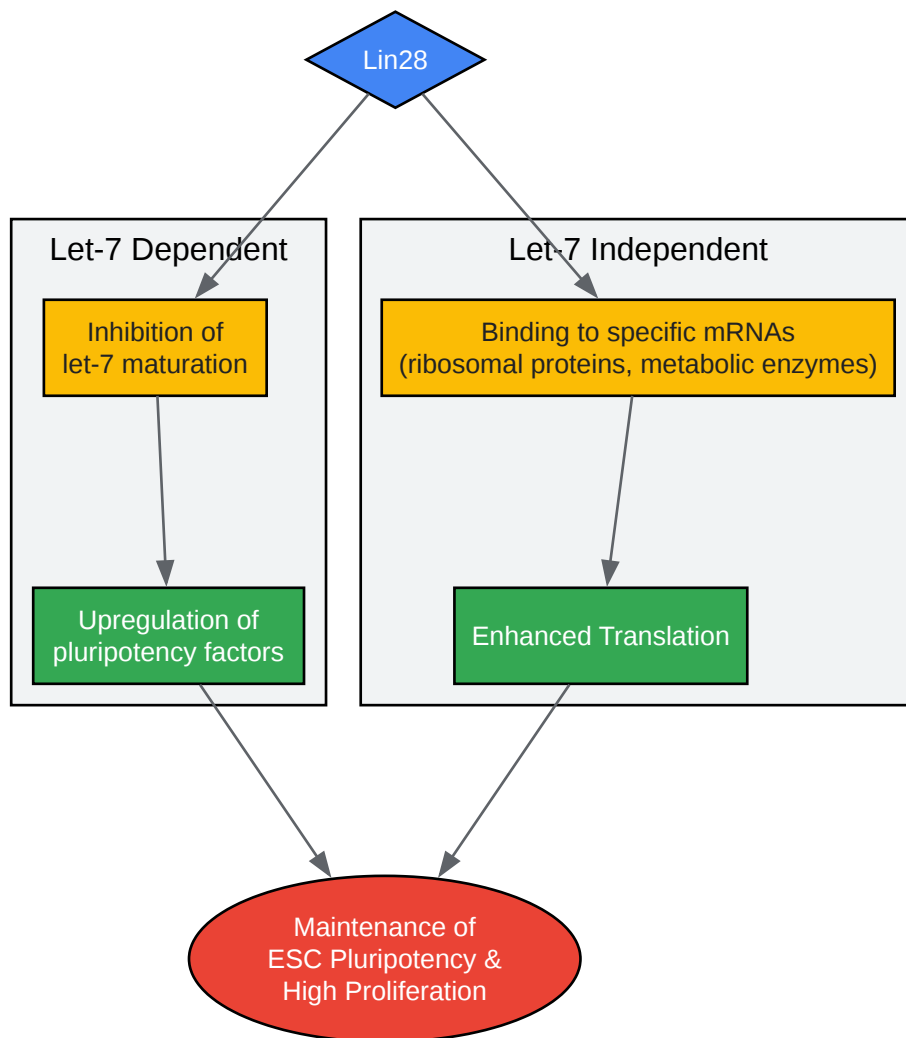 Lin28
Let-7 Dependent
Let-7 Independent
Inhibition of
let-7 maturation
Binding to specific mRNAs
(ribosomal proteins, metabolic enzymes)
Upregulation of
pluripotency factors
Enhanced Translation
Maintenance of
ESC Pluripotency &
High Proliferation